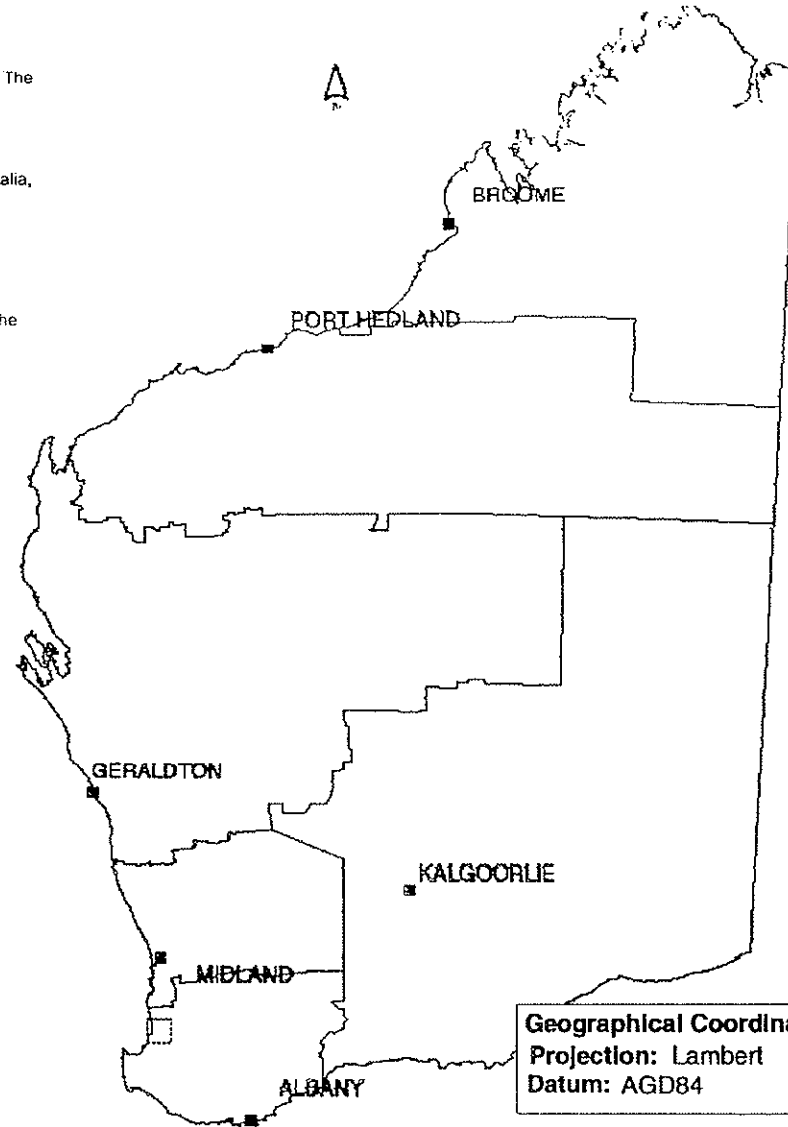 The
alia,
he
N
BROOME
PORT HEDLAND
GERALDTON
KALGOORLIE
MIDLAND
ALBANY
Geographical Coordina
Projection: Lambert
Datum: AGD84